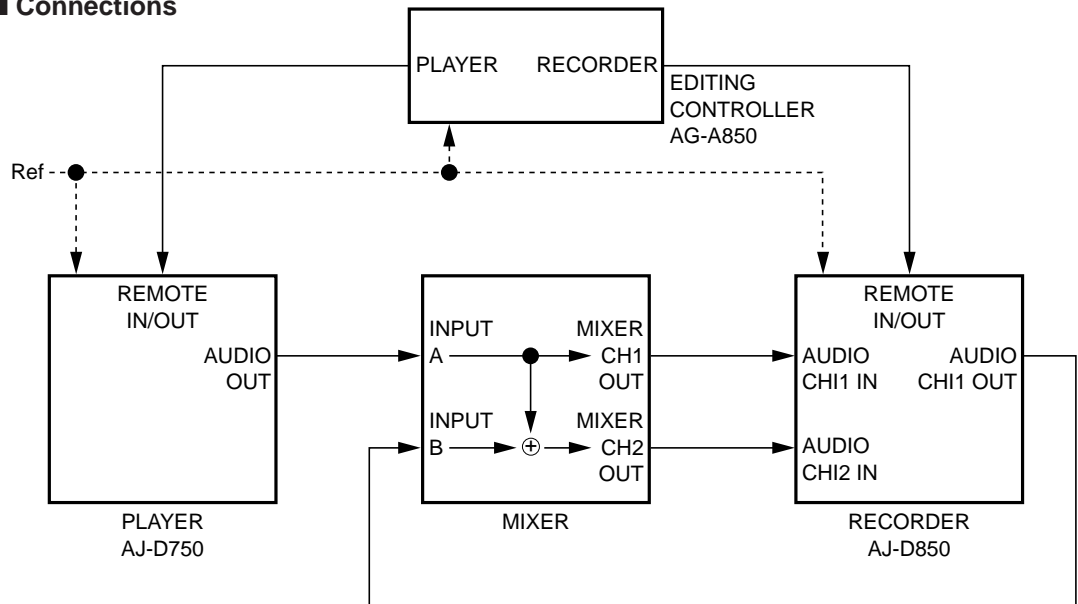 Connections
PLAYER
RECORDER
EDITING
CONTROLLER
AG-A850
Ref
REMOTE
IN/OUT
AUDIO
OUT
PLAYER
AJ-D750
INPUT
A
MIXER
CH1
OUT
INPUT
B
MIXER
CH2
OUT
MIXER
REMOTE
IN/OUT
AUDIO
CHI1 IN
AUDIO
CHI1 OUT
AUDIO
CHI2 IN
RECORDER
AJ-D850